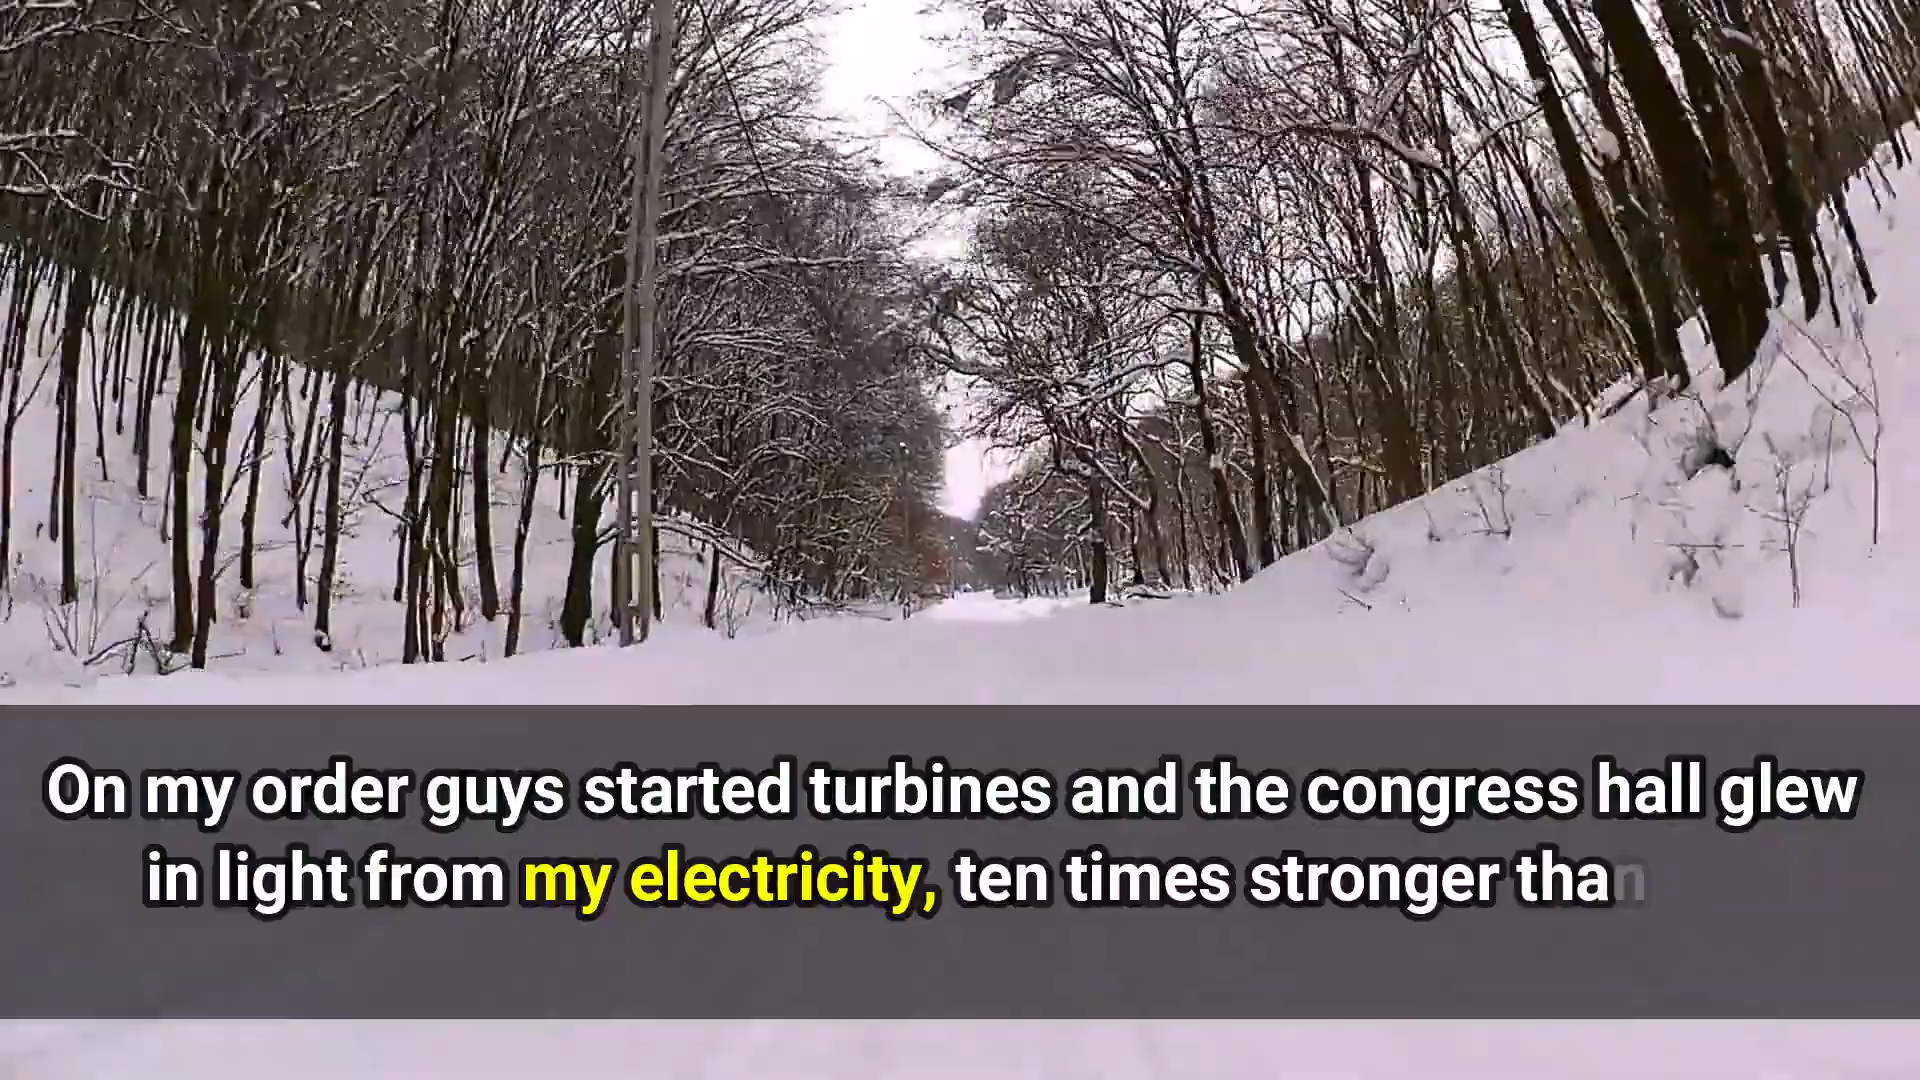 On my order guys started turbines and the congress hall glew
in light from my electricity, ten times stronger than